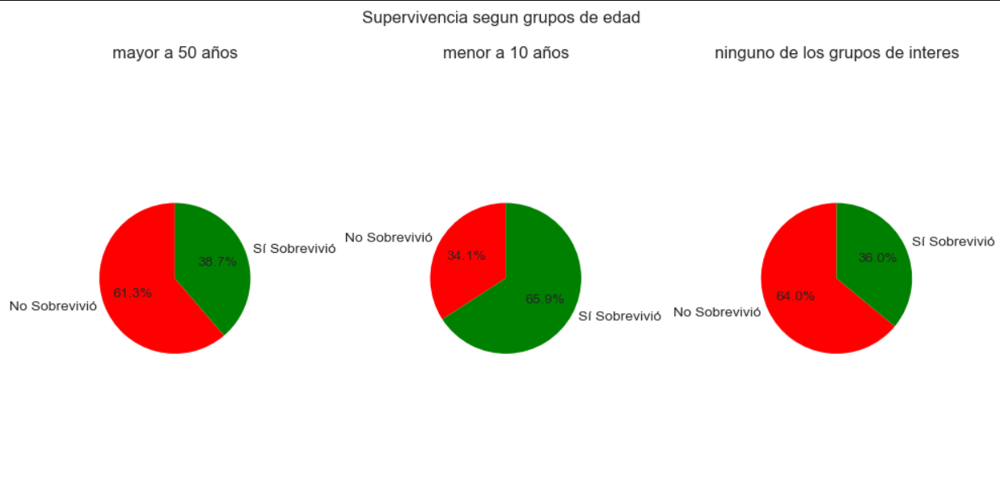 Supervivencia segun grupos de edad
mayor a 50 años
No Sobrevivió
61.3%
38.7%
Sí Sobrevivió
menor a 10 años
No Sobrevivió
34.1%
65.9%
Sí Sobrevivió
ninguno de los grupos de interes
No Sobrevivió
64.0%
36.0%
Sí Sobrevivió